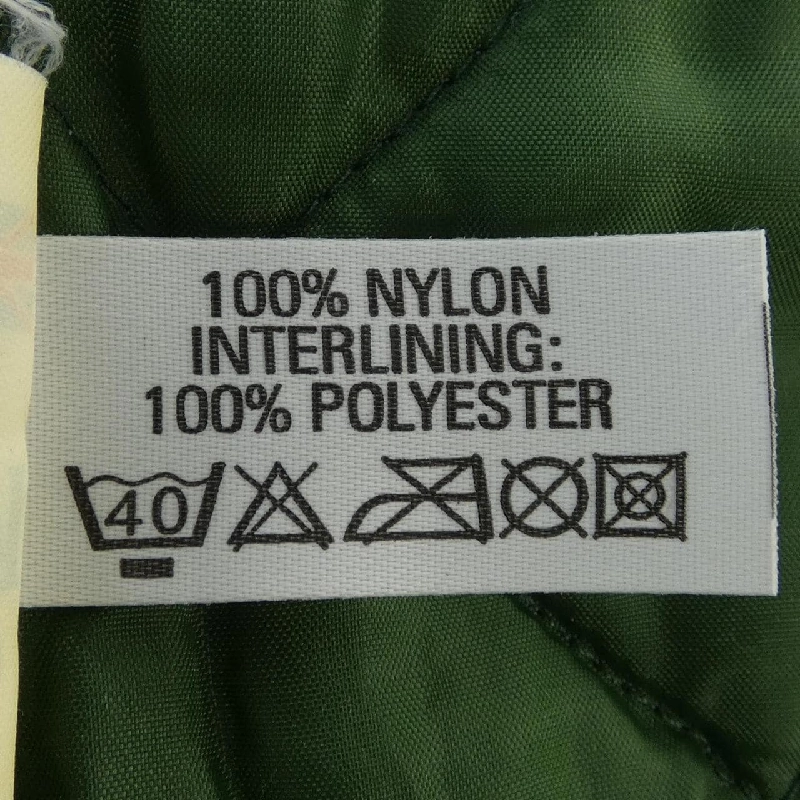 100% NYLON
INTERLINING:
100% POLYESTER
40